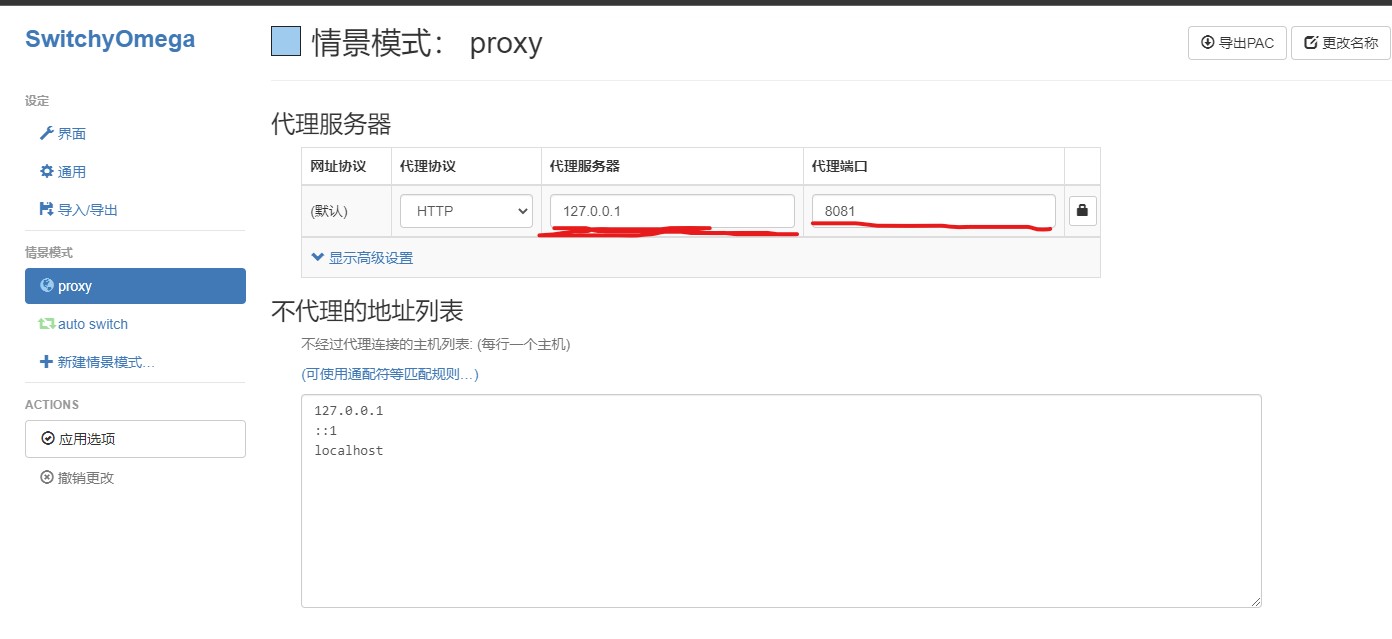 SwitchyOmega
设定
界面
通用
导入/导出
情景模式
proxy
auto switch
新建情景模式…
ACTIONS
应用选项
撤销更改
情景模式： proxy
导出PAC
更改名称
代理服务器
网址协议 代理协议 代理服务器 代理端口
(默认) HTTP 127.0.0.1 8081
显示高级设置
不代理的地址列表
不经过代理连接的主机列表: (每行一个主机)
(可使用通配符等匹配规则…)
127.0.0.1
::1
localhost